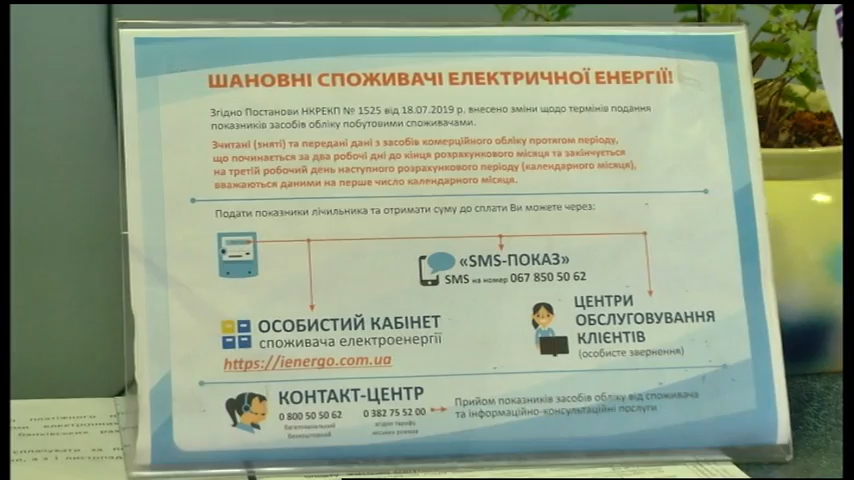 ШАНОВНІ СПОЖИВАЧІ ЕЛЕКТРИЧНОЇ ЕНЕРГІЇ!
Згідно Постанови НКРЕКП № 1525 від 18.07.2019 р. внесено зміни щодо термінів подання
показників засобів обліку побутовими споживачами.
Зчитані (зняті) та передані дані з засобів комерційного обліку протягом періоду,
що починається за два робочі дні до кінця розрахункового місяця та закінчується
на третій робочий день наступного розрахункового періоду (календарного місяця),
вважаються даними на перше число календарного місяця.
Подати показники лічильника та отримати суму до сплати Ви можете через:
«SMS-ПОКАЗ»
SMS на номер 067 850 50 62
ОСОБИСТИЙ КАБІНЕТ
споживача електроенергії
https://ienergo.com.ua
ЦЕНТРИ
ОБСЛУГОВУВАННЯ
КЛІЄНТІВ
(особисте звернення)
КОНТАКТ-ЦЕНТР
0 800 50 50 62
багатоканальний
безкоштовний
0 382 75 52 00
згідно тарифу
міських дзвінків
Прийом показників засобів обліку від споживача
та інформаційно-консультаційні послуги